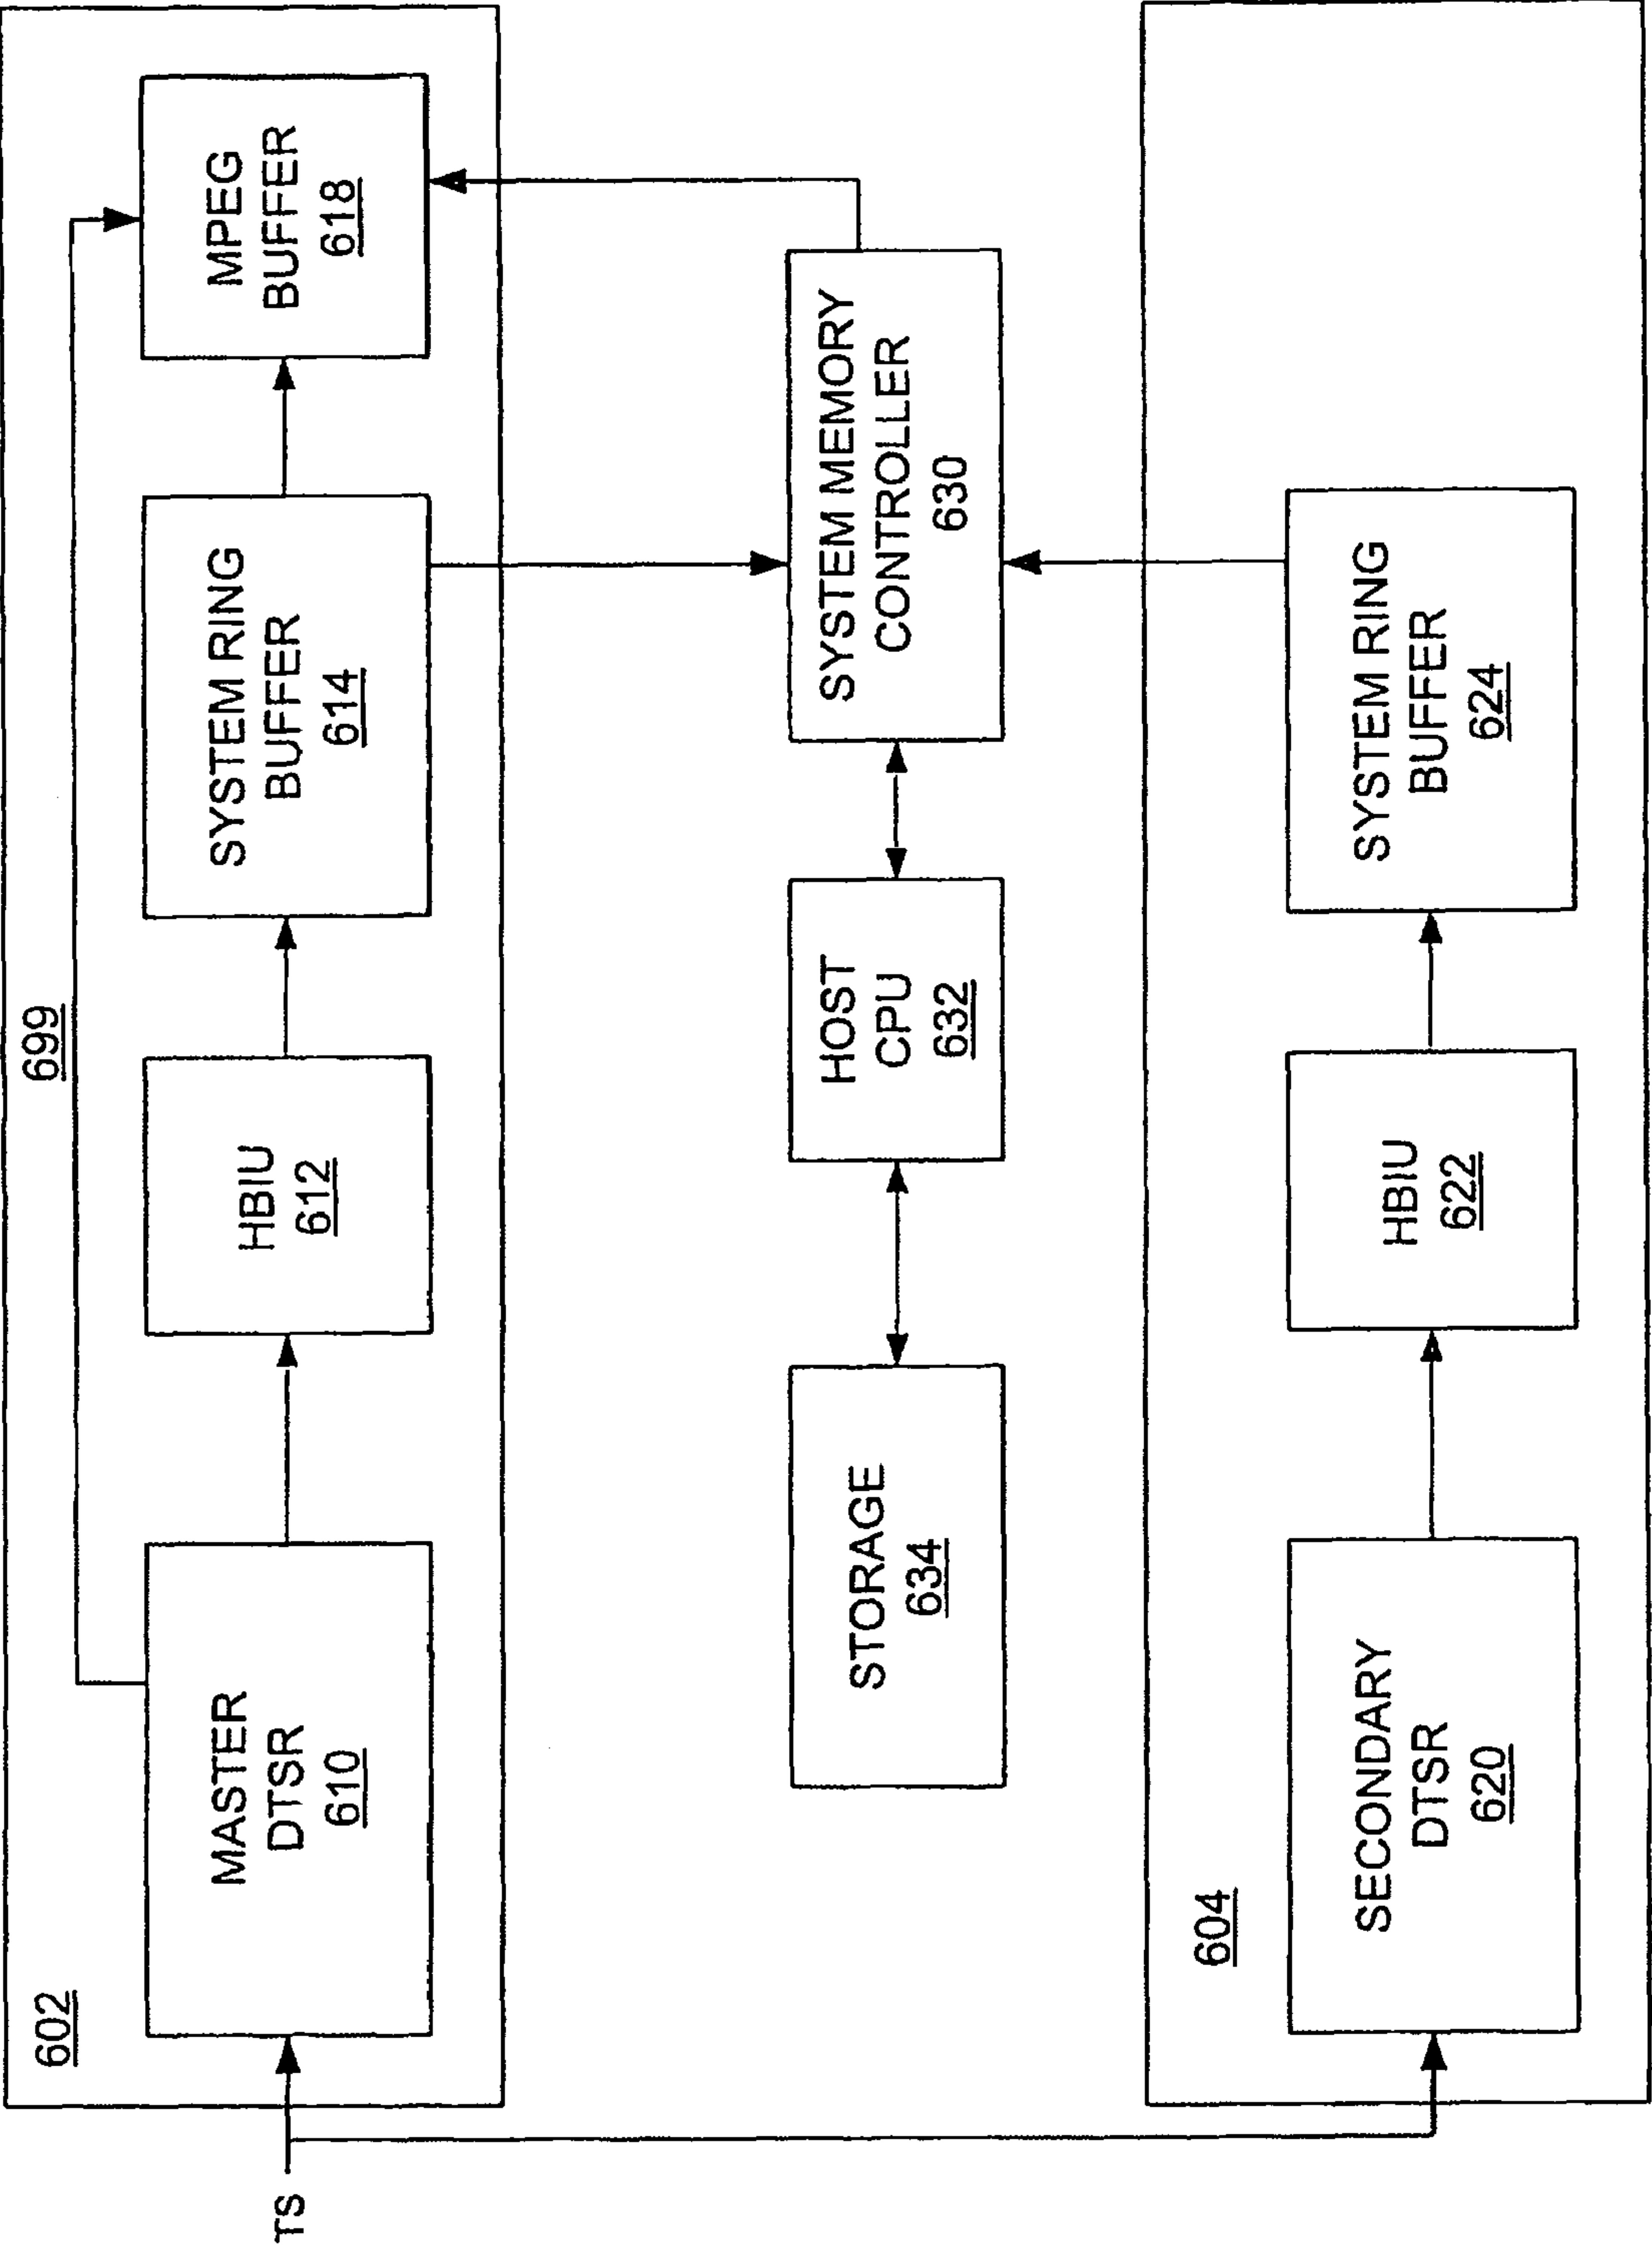 602
699
MASTER
DTSR
610
HBIU
612
SYSTEM RING
BUFFER
614
MPEG
BUFFER
618
TS
STORAGE
634
HOST
CPU
632
SYSTEM MEMORY
CONTROLLER
630
604
SECONDARY
DTSR
620
HBIU
622
SYSTEM RING
BUFFER
624